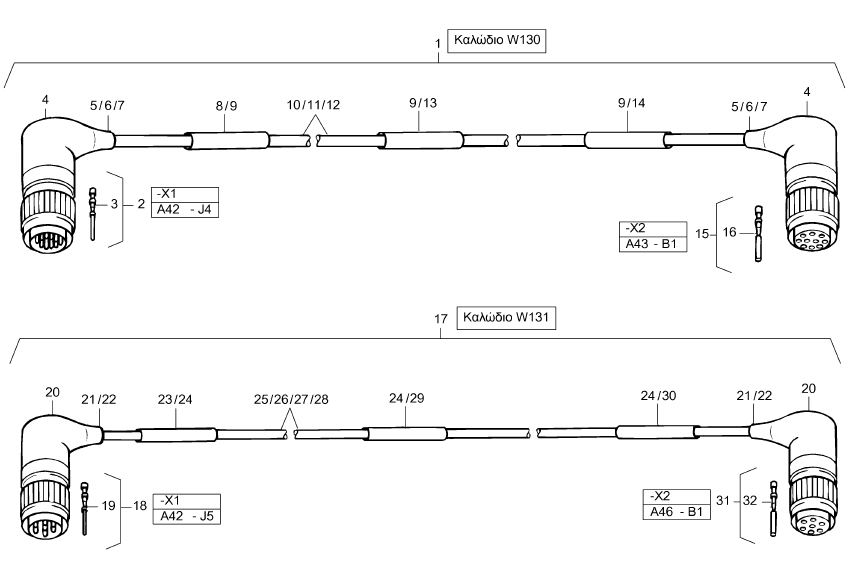 1 Καλώδιο W130
4 5/6/7 8/9 10/11/12 9/13 9/14 5/6/7 4
3 2 -X1
A42 - J4
-X2
A43 - B1
15 16
17 Καλώδιο W131
20 21/22 23/24 25/26/27/28 24/29 24/30 21/22 20
19 18 -X1
A42 - J5
-X2
A46 - B1
31 32